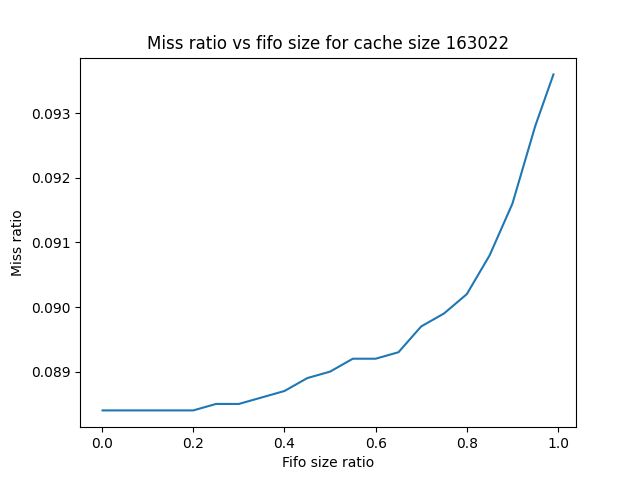 Miss ratio vs fifo size for cache size 163022
0.093
0.092
0.091
0.090
0.089
Miss ratio
0.0 0.2 0.4 0.6 0.8 1.0
Fifo size ratio